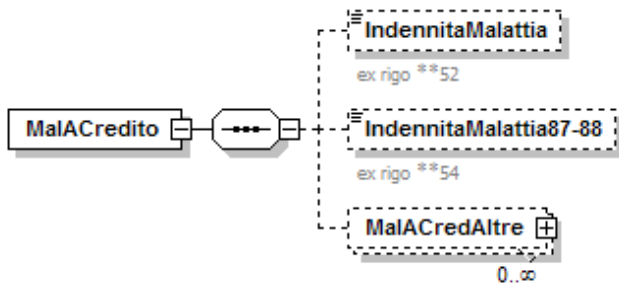 IndennitaMalattia
ex rigo **52
MalACredito
IndennitaMalattia87-88
ex rigo **54
MalACredAltre
0..∞